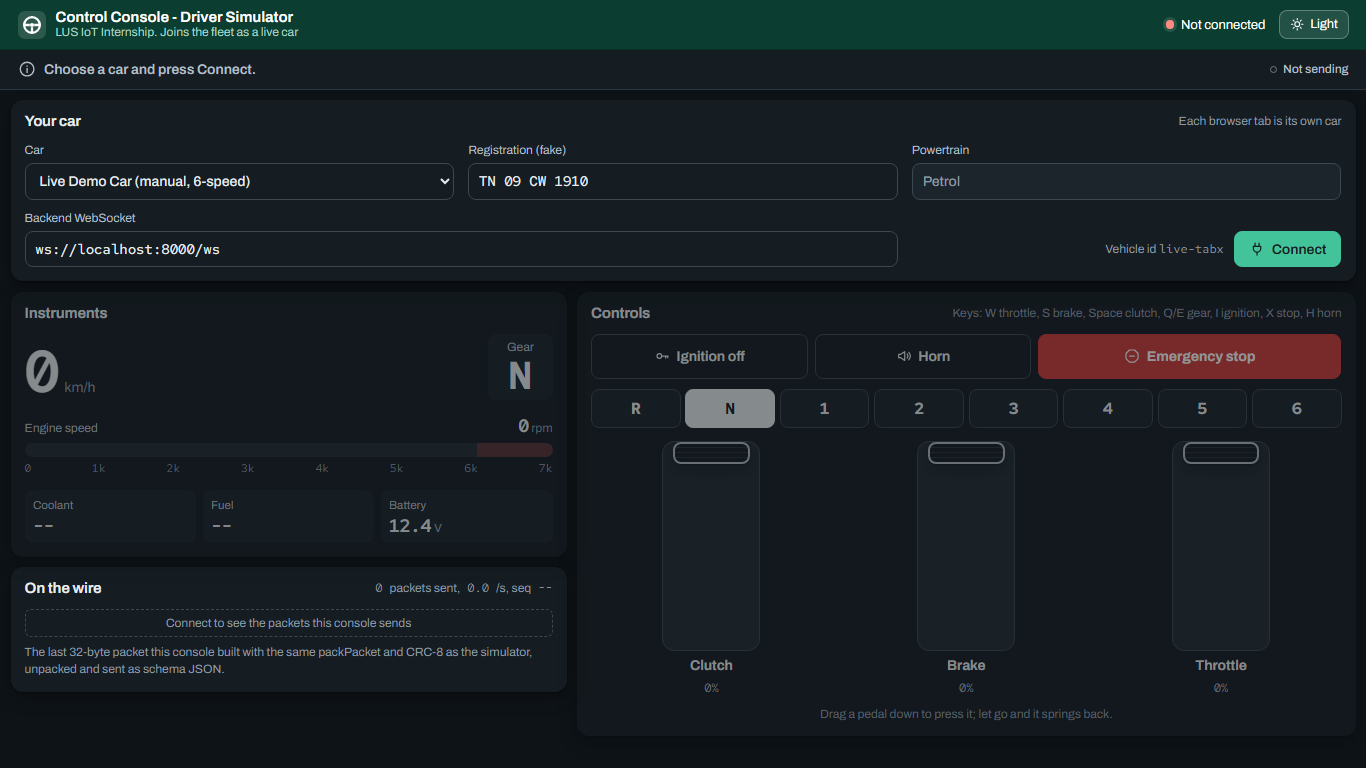 Control Console - Driver Simulator
LUS IoT Internship. Joins the fleet as a live car
Not connected
Light
Choose a car and press Connect.
Not sending
Your car
Each browser tab is its own car
Car
Registration (fake)
Powertrain
Live Demo Car (manual, 6-speed)
TN 09 CW 1910
Petrol
Backend WebSocket
ws://localhost:8000/ws
Vehicle id live-tabx
Connect
Instruments
0 km/h
Gear
N
Engine speed
0 rpm
0 1k 2k 3k 4k 5k 6k 7k
Coolant
--
Fuel
--
Battery
12.4 V
On the wire
0 packets sent, 0.0 /s, seq --
Connect to see the packets this console sends
The last 32-byte packet this console built with the same packPacket and CRC-8 as the simulator,
unpacked and sent as schema JSON.
Controls
Keys: W throttle, S brake, Space clutch, Q/E gear, I ignition, X stop, H horn
Ignition off
Horn
Emergency stop
R N 1 2 3 4 5 6
Clutch
0%
Brake
0%
Throttle
0%
Drag a pedal down to press it; let go and it springs back.